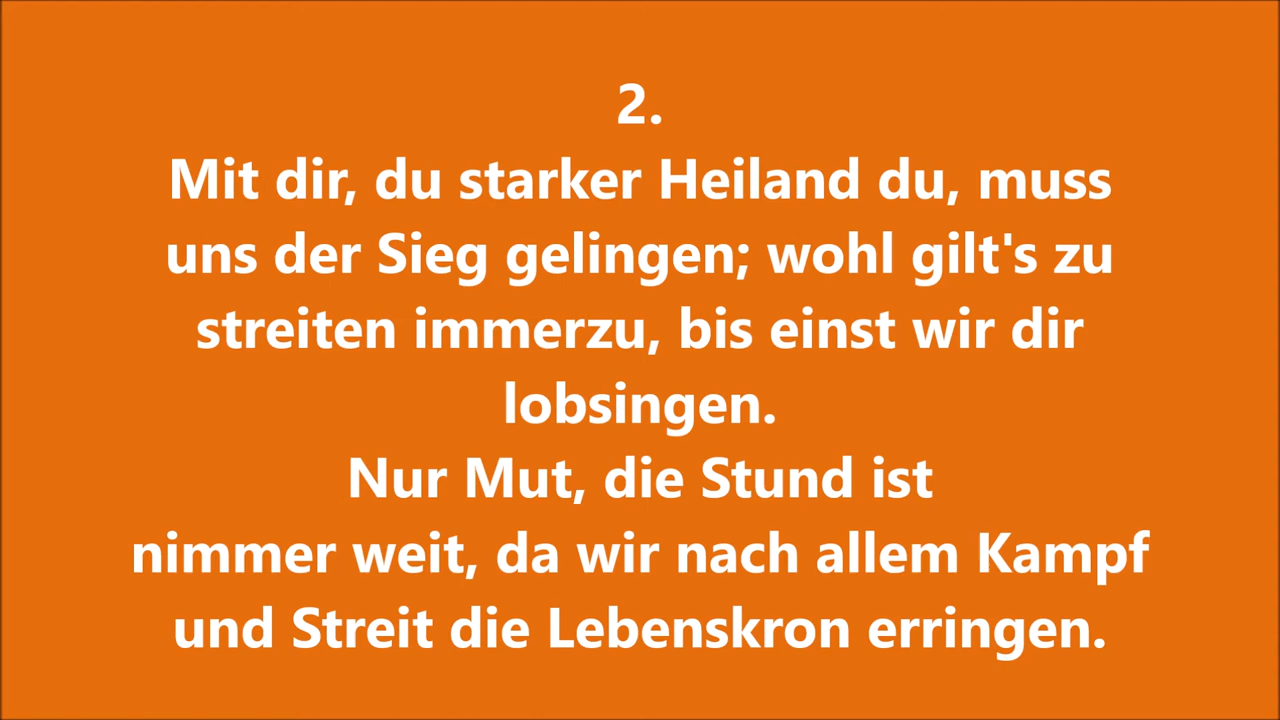 2.
Mit dir, du starker Heiland du, muss
uns der Sieg gelingen; wohl gilt's zu
streiten immerzu, bis einst wir dir
lobsingen.
Nur Mut, die Stund ist
nimmer weit, da wir nach allem Kampf
und Streit die Lebenskron erringen.